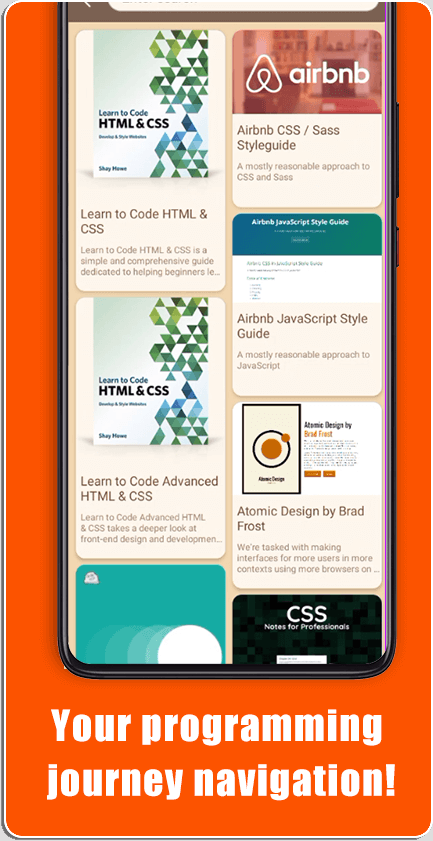 Learn to Code
HTML & CSS
Develop & Style Websites
Shay Howe
Learn to Code HTML &
CSS
Learn to Code HTML & CSS is a
simple and comprehensive guide
dedicated to helping beginners le...
Learn to Code
HTML & CSS
Develop & Style Websites
Shay Howe
Learn to Code Advanced
HTML & CSS
Learn to Code Advanced HTML
& CSS takes a deeper look at
front-end design and developmen...
airbnb
Airbnb CSS / Sass
Styleguide
A mostly reasonable approach to
CSS and Sass
Airbnb JavaScript Style Guide
Airbnb JavaScript Style
Guide
A mostly reasonable approach to
JavaScript
Atomic Design
Atomic Design by
Brad Frost
Atomic Design by Brad
Frost
We're tasked with making
interfaces for more users in more
contexts using more browsers on ...
CSS
Notes for Professionals
Your programming
journey navigation!